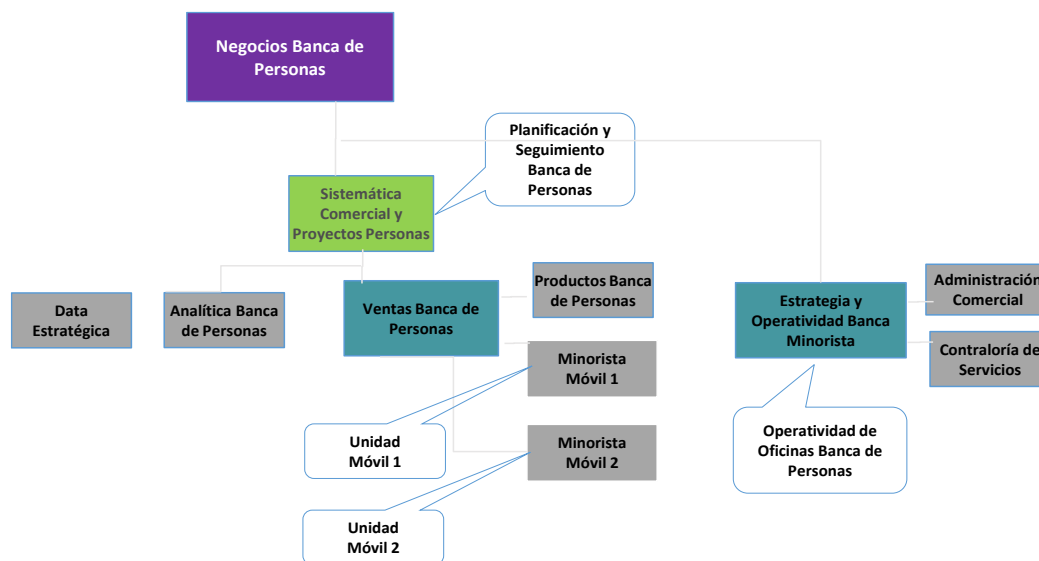 Negocios Banca de
Personas
Planificación y
Seguimiento
Banca de
Personas
Sistemática
Comercial y
Proyectos Personas
Data
Estratégica
Analítica Banca
de Personas
Ventas Banca de
Personas
Productos Banca
de Personas
Estrategia y
Operatividad Banca
Minorista
Administración
Comercial
Contraloría de
Servicios
Minorista
Móvil 1
Unidad
Móvil 1
Minorista
Móvil 2
Operatividad de
Oficinas Banca de
Personas
Unidad
Móvil 2